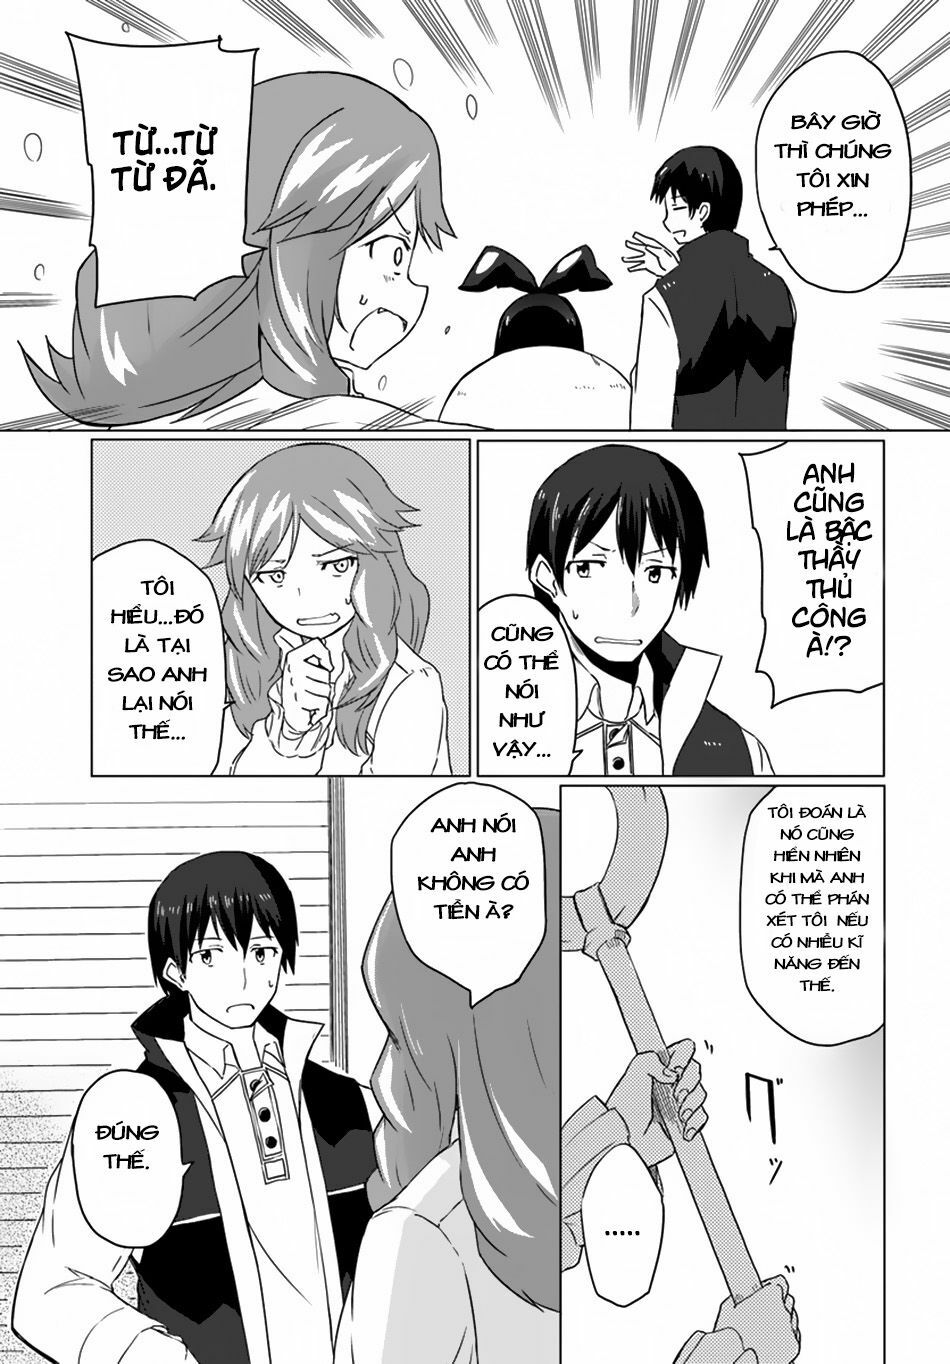 BÂY GIỜ
THÌ CHÚNG
TÔI XIN
PHÉP...
TỪ...TỪ
TỪ ĐÃ.
ANH
CŨNG
LÀ BẬC
THẦY
THỦ
CÔNG
À!?
CŨNG
CÓ THỂ
NÓI
NHƯ
VẬY...
TÔI
HIỂU...ĐÓ
LÀ TẠI
SAO ANH
LẠI NÓI
THẾ...
TÔI ĐOÁN LÀ
NÓ CŨNG
HIỂN NHIÊN
KHI MÀ ANH
CÓ THỂ PHÁN
XÉT TÔI NẾU
CÓ NHIỀU KĨ
NĂNG ĐẾN
THẾ.
.....
ANH NÓI
ANH
KHÔNG CÓ
TIỀN À?
ĐÚNG
THẾ.